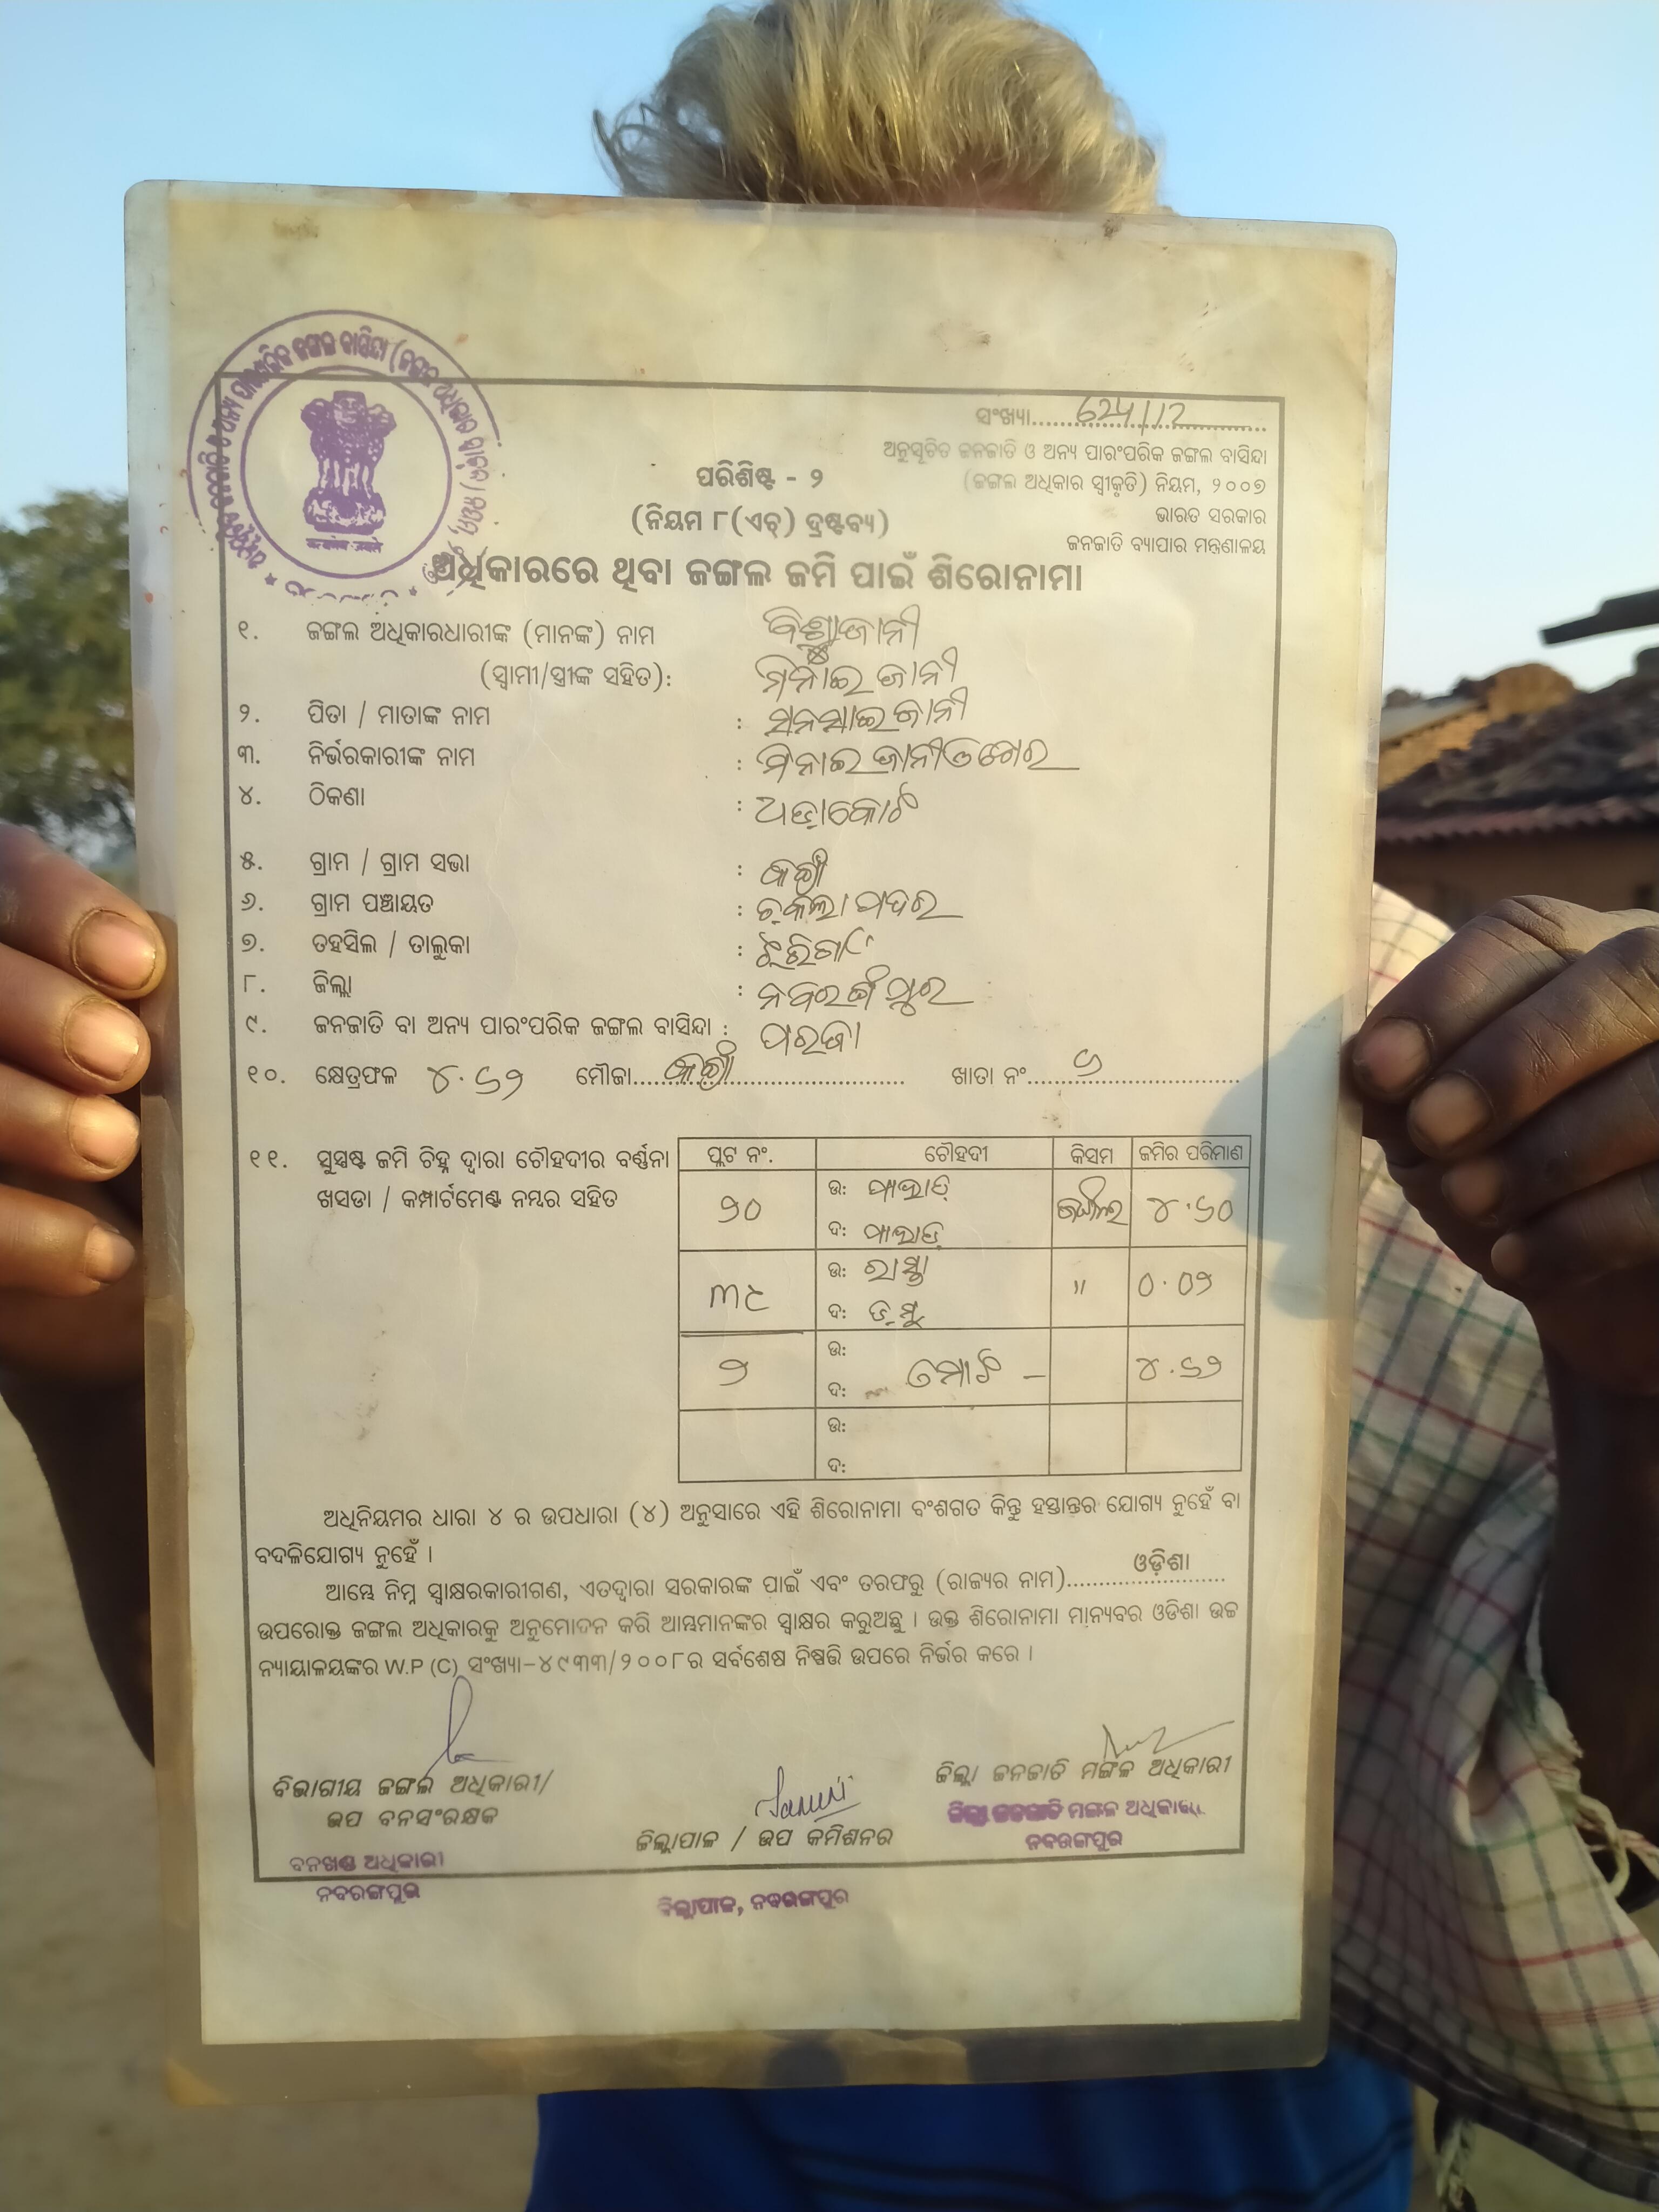 ସଂଖ୍ୟା.....624/12
ଅନୁସୂଚିତ ଜନଜାତି ଓ ଅନ୍ୟ ପାରଂପରିକ ଜଙ୍ଗଲ ବାସିନ୍ଦା
(ଜଙ୍ଗଲ ଅଧିକାର ସ୍ୱୀକୃତି) ନିୟମ, ୨୦୦୭
ଭାରତ ସରକାର
ଜନଜାତି ବ୍ୟାପାର ମନ୍ତ୍ରଣାଳୟ
ପରିଶିଷ୍ଟ - ୨
(ନିୟମ ୮(ଏଚ୍) ଦ୍ରଷ୍ଟବ୍ୟ)
ଅଧିକାରରେ ଥିବା ଜଙ୍ଗଲ ଜମି ପାଇଁ ଶିରୋନାମା
୧. ଜଙ୍ଗଲ ଅଧିକାରଧାରୀଙ୍କ (ମାନଙ୍କ) ନାମ ବିଶ୍ଣୁ ଜାନୀ
(ସ୍ୱାମୀ/ସ୍ତ୍ରୀଙ୍କ ସହିତ): ମିନାଇ ଜାନୀ
୨. ପିତା / ମାତାଙ୍କ ନାମ : ଜାନୀ
୩. ନିର୍ଭରକାରୀଙ୍କ ନାମ : ମିନାଇ ଜାନୀ
୪. ଠିକଣା :
୫. ଗ୍ରାମ / ଗ୍ରାମ ସଭା :
୬. ଗ୍ରାମ ପଞ୍ଚାୟତ : ଚକଲା ପଦର
୭. ତହସିଲ / ତାଲୁକା : ଝରିଗାଁ
୮. ଜିଲ୍ଲା : ନବରଙ୍ଗପୁର
୯. ଜନଜାତି ବା ଅନ୍ୟ ପାରଂପରିକ ଜଙ୍ଗଲ ବାସିନ୍ଦା : ପରଜା
୧୦. କ୍ଷେତ୍ରଫଳ ୪.୬୨ ମୌଜା..... ଖାତା ନଂ.....୬
୧୧. ସୁସ୍ପଷ୍ଟ ଜମି ଚିହ୍ନ ଦ୍ୱାରା ଚୌହଦୀର ବର୍ଣ୍ଣନା
ଖସଡା / କମ୍ପାର୍ଟମେଣ୍ଟ ନମ୍ବର ସହିତ
ପ୍ଲଟ ନଂ. ଚୌହଦୀ କିସମ ଜମିର ପରିମାଣ
୨୦ ଉ: ପାହାଡ଼ ୪.୬୦
ଦ: ପାହାଡ଼
୩୯ ଉ: ରାସ୍ତା " ୦.୦୨
ଦ:
୨ ଉ: ମୋଟ – ୪.୬୨
ଦ:
ଉ:
ଦ:
ଅଧିନିୟମର ଧାରା ୪ ର ଉପଧାରା (୪) ଅନୁସାରେ ଏହି ଶିରୋନାମା ବଂଶଗତ କିନ୍ତୁ ହସ୍ତାନ୍ତର ଯୋଗ୍ୟ ନୁହେଁ ବା
ବଦଳିଯୋଗ୍ୟ ନୁହେଁ ।
ଆମ୍ଭେ ନିମ୍ନ ସ୍ୱାକ୍ଷରକାରୀଗଣ, ଏତଦ୍ୱାରା ସରକାରଙ୍କ ପାଇଁ ଏବଂ ତରଫରୁ (ରାଜ୍ୟର ନାମ).....ଓଡ଼ିଶା
ଉପରୋକ୍ତ ଜଙ୍ଗଲ ଅଧିକାରକୁ ଅନୁମୋଦନ କରି ଆମ୍ଭମାନଙ୍କର ସ୍ୱାକ୍ଷର କରୁଅଛୁ । ଉକ୍ତ ଶିରୋନାମା ମାନ୍ୟବର ଓଡିଶା ଉଚ୍ଚ
ନ୍ୟାୟାଳୟଙ୍କର W.P (C) ସଂଖ୍ୟା-୪୯୩୩/୨୦୦୮ର ସର୍ବଶେଷ ନିଷ୍ପତ୍ତି ଉପରେ ନିର୍ଭର କରେ ।
ବିଭାଗୀୟ ଜଙ୍ଗଲ ଅଧିକାରୀ/
ଉପ ବନସଂରକ୍ଷକ
ବନଖଣ୍ଡ ଅଧିକାରୀ
ନବରଙ୍ଗପୁର
ଜିଲ୍ଲାପାଳ / ଉପ କମିଶନର
ଜିଲ୍ଲାପାଳ, ନବରଙ୍ଗପୁର
ଜିଲ୍ଲା ଜନଜାତି ମଙ୍ଗଳ ଅଧିକାରୀ
ଜିଲ୍ଲା ଜନଜାତି ମଙ୍ଗଳ ଅଧିକାରୀ
ନବରଙ୍ଗପୁର